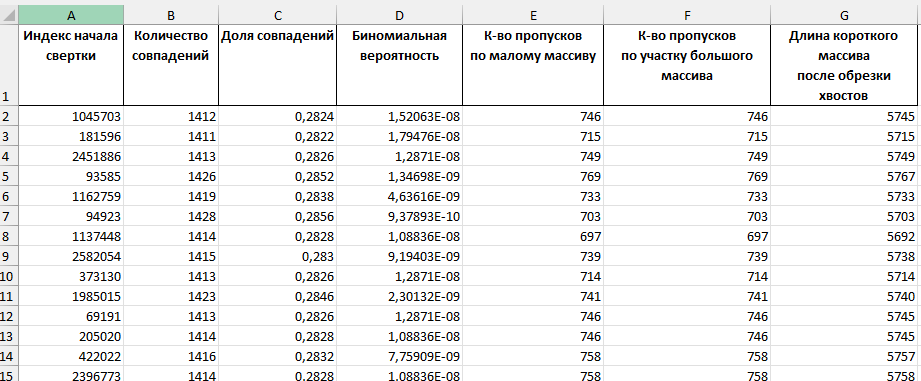 A B C D E F G
1 Индекс начала свертки Количество совпадений Доля совпадений Биномиальная вероятность К-во пропусков по малому массиву К-во пропусков по участку большого массива Длина короткого массива после обрезки хвостов
2 1045703 1412 0,2824 1,52063E-08 746 746 5745
3 181596 1411 0,2822 1,79476E-08 715 715 5715
4 2451886 1413 0,2826 1,2871E-08 749 749 5749
5 93585 1426 0,2852 1,34698E-09 769 769 5767
6 1162759 1419 0,2838 4,63616E-09 733 733 5733
7 94923 1428 0,2856 9,37893E-10 703 703 5703
8 1137448 1414 0,2828 1,08836E-08 697 697 5692
9 2582054 1415 0,283 9,19403E-09 739 739 5738
10 373130 1413 0,2826 1,2871E-08 714 714 5714
11 1985015 1423 0,2846 2,30132E-09 741 741 5740
12 69191 1413 0,2826 1,2871E-08 746 746 5745
13 205020 1414 0,2828 1,08836E-08 746 746 5745
14 422022 1416 0,2832 7,75909E-09 758 758 5757
15 2396773 1414 0,2828 1,08836E-08 758 758 5758